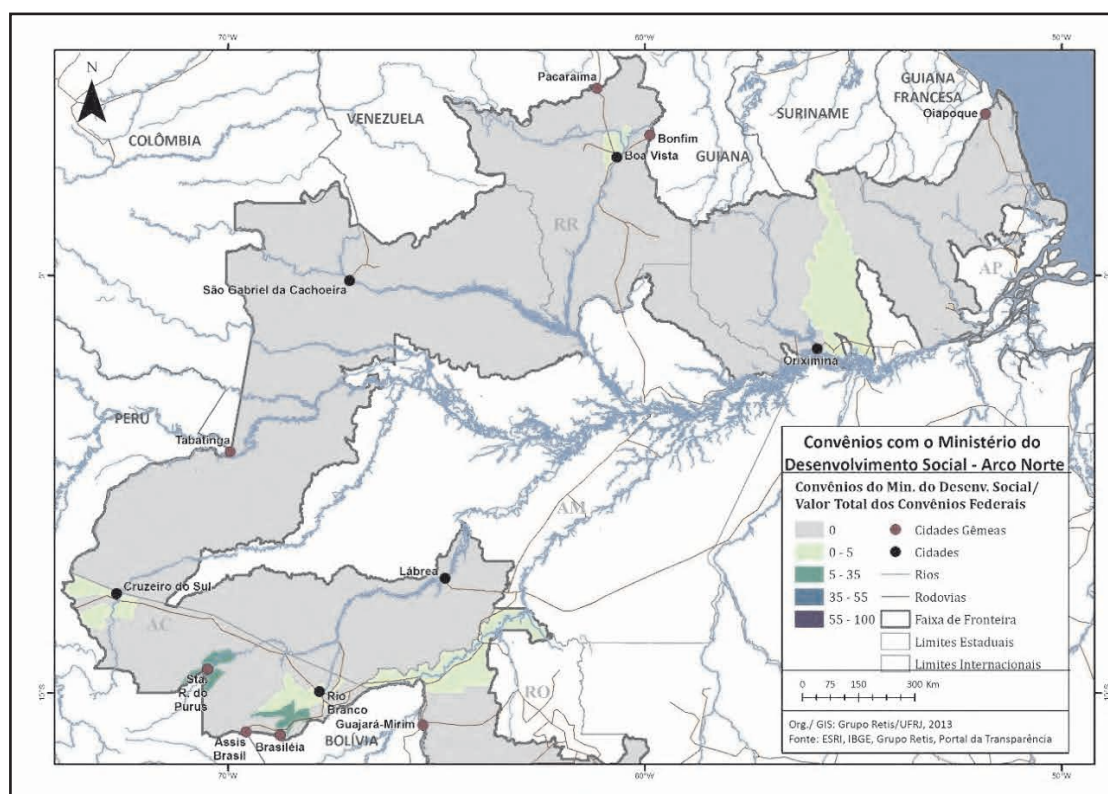 70°W
60°W
50°W
N
Pacaraima
GUIANA
FRANCESA
Oiapoque
SURINAME
VENEZUELA
COLÔMBIA
Bonfim
Boa Vista
GUIANA
RR
AP
São Gabriel da Cachoeira
Oriximina
PERU
Tabatinga
AM
Lábrea
Cruzeiro do Sul
AC
Sta.
R. do
Purus
Rio
Branco
RO
Guajará-Mirim
Assis
Brasil
Brasiléia
BOLÍVIA
Convênios com o Ministério do
Desenvolvimento Social - Arco Norte
Convênios do Min. do Desenv. Social/
Valor Total dos Convênios Federais
0
0 - 5
5 - 35
35 - 55
55 - 100
Cidades Gêmeas
Cidades
Rios
Rodovias
Faixa de Fronteira
Limites Estaduais
Limites Internacionais
0 75 150 300 Km
Org./ GIS: Grupo Retis/UFRJ, 2013
Fonte: ESRI, IBGE, Grupo Retis, Portal da Transparência
10°S
70°W
60°W
50°W